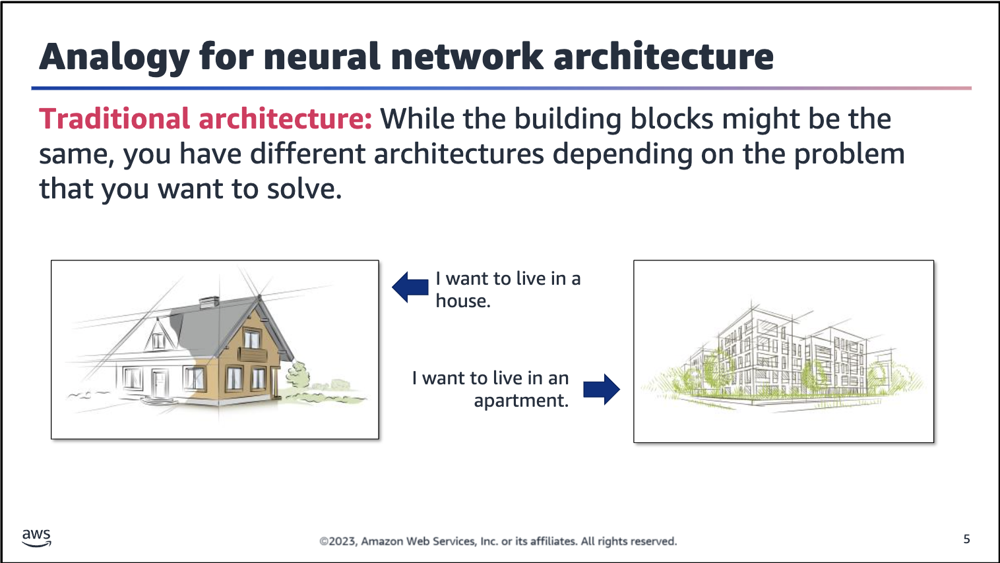 Analogy for neural network architecture
Traditional architecture: While the building blocks might be the
same, you have different architectures depending on the problem
that you want to solve.
I want to live in a
house.
I want to live in an
apartment.
aws
©2023, Amazon Web Services, Inc. or its affiliates. All rights reserved.
5